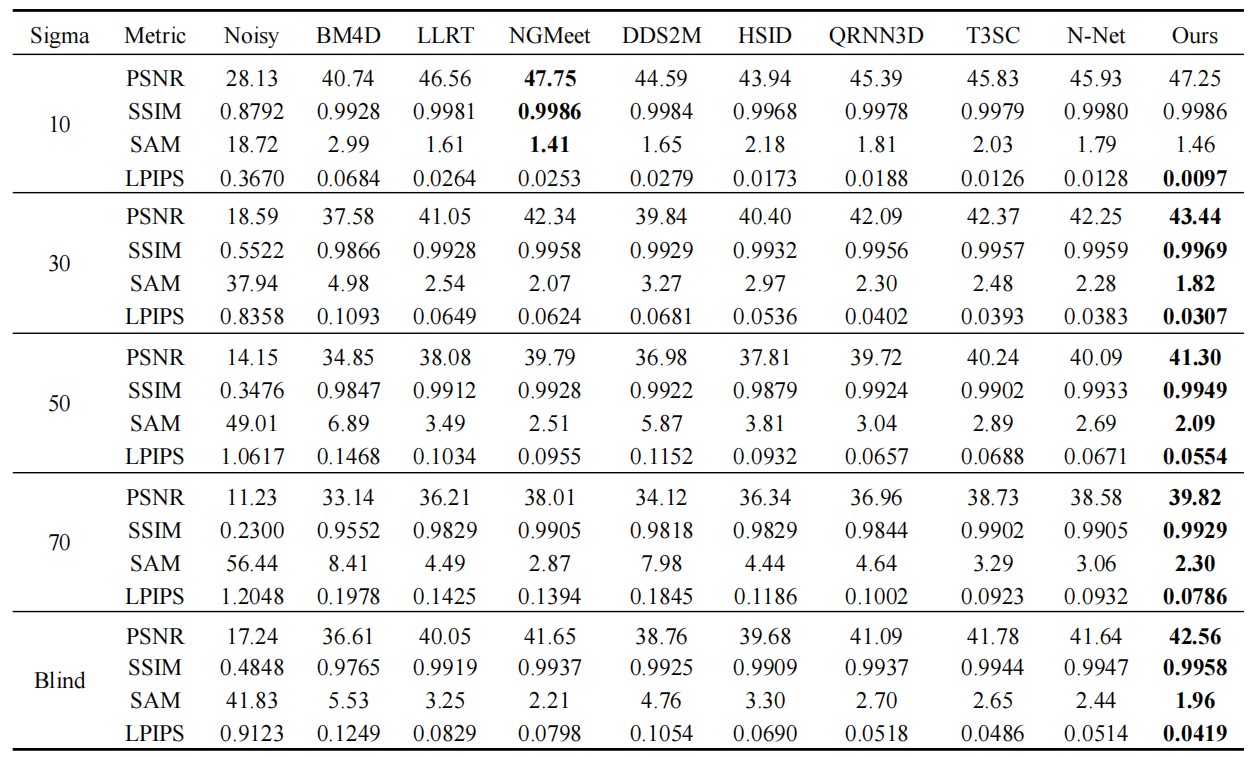 Sigma Metric Noisy BM4D LLRT NGMeet DDS2M HSID QRNN3D T3SC N-Net Ours
PSNR 28.13 40.74 46.56 47.75 44.59 43.94 45.39 45.83 45.93 47.25
SSIM 0.8792 0.9928 0.9981 0.9986 0.9984 0.9968 0.9978 0.9979 0.9980 0.9986
10
SAM 18.72 2.99 1.61 1.41 1.65 2.18 1.81 2.03 1.79 1.46
LPIPS 0.3670 0.0684 0.0264 0.0253 0.0279 0.0173 0.0188 0.0126 0.0128 0.0097
PSNR 18.59 37.58 41.05 42.34 39.84 40.40 42.09 42.37 42.25 43.44
SSIM 0.5522 0.9866 0.9928 0.9958 0.9929 0.9932 0.9956 0.9957 0.9959 0.9969
30
SAM 37.94 4.98 2.54 2.07 3.27 2.97 2.30 2.48 2.28 1.82
LPIPS 0.8358 0.1093 0.0649 0.0624 0.0681 0.0536 0.0402 0.0393 0.0383 0.0307
PSNR 14.15 34.85 38.08 39.79 36.98 37.81 39.72 40.24 40.09 41.30
SSIM 0.3476 0.9847 0.9912 0.9928 0.9922 0.9879 0.9924 0.9902 0.9933 0.9949
50
SAM 49.01 6.89 3.49 2.51 5.87 3.81 3.04 2.89 2.69 2.09
LPIPS 1.0617 0.1468 0.1034 0.0955 0.1152 0.0932 0.0657 0.0688 0.0671 0.0554
PSNR 11.23 33.14 36.21 38.01 34.12 36.34 36.96 38.73 38.58 39.82
SSIM 0.2300 0.9552 0.9829 0.9905 0.9818 0.9829 0.9844 0.9902 0.9905 0.9929
70
SAM 56.44 8.41 4.49 2.87 7.98 4.44 4.64 3.29 3.06 2.30
LPIPS 1.2048 0.1978 0.1425 0.1394 0.1845 0.1186 0.1002 0.0923 0.0932 0.0786
PSNR 17.24 36.61 40.05 41.65 38.76 39.68 41.09 41.78 41.64 42.56
SSIM 0.4848 0.9765 0.9919 0.9937 0.9925 0.9909 0.9937 0.9944 0.9947 0.9958
Blind
SAM 41.83 5.53 3.25 2.21 4.76 3.30 2.70 2.65 2.44 1.96
LPIPS 0.9123 0.1249 0.0829 0.0798 0.1054 0.0690 0.0518 0.0486 0.0514 0.0419